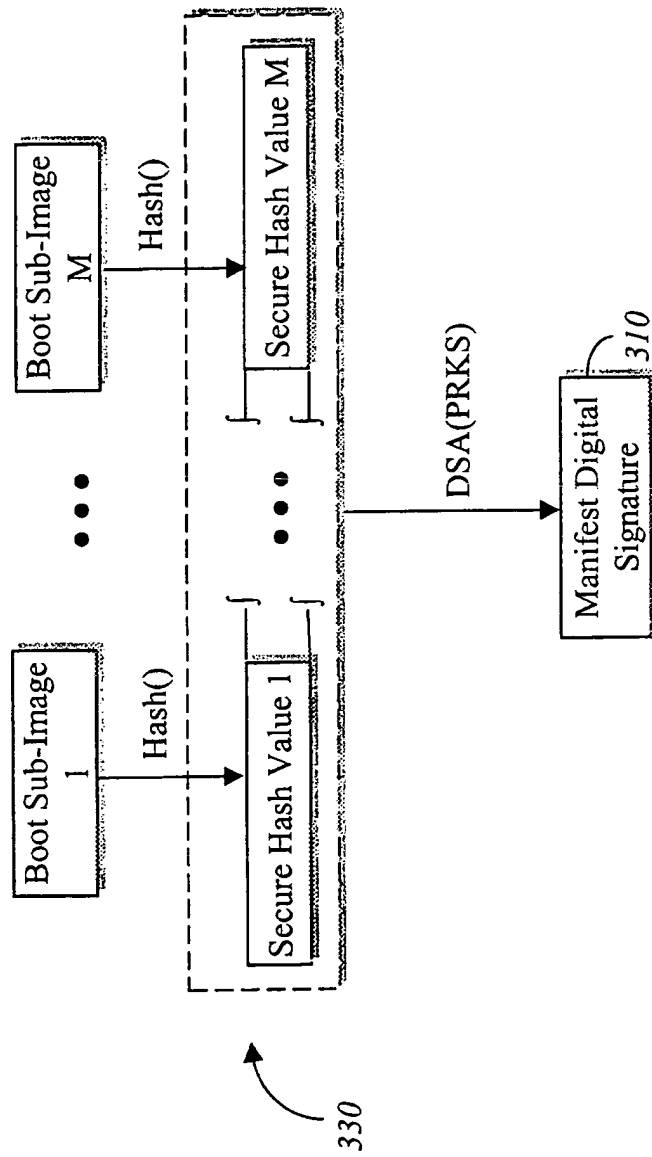 Boot Sub-Image
1
Boot Sub-Image
M
Hash()
Hash()
Secure Hash Value 1
Secure Hash Value M
330
DSA(PRKS)
Manifest Digital
Signature
310